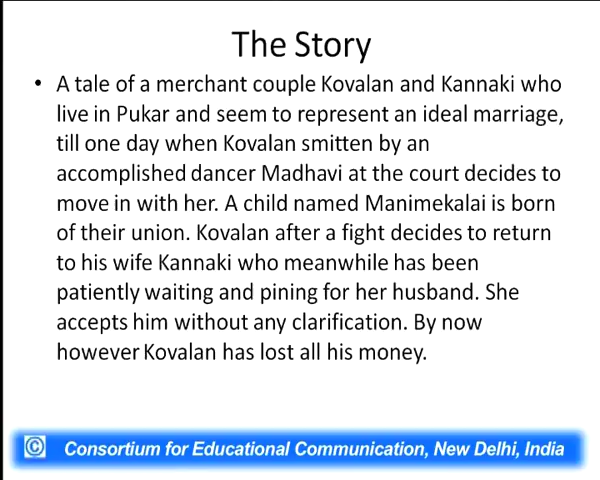 The Story
• A tale of a merchant couple Kovalan and Kannaki who
live in Pukar and seem to represent an ideal marriage,
till one day when Kovalan smitten by an
accomplished dancer Madhavi at the court decides to
move in with her. A child named Manimekalai is born
of their union. Kovalan after a fight decides to return
to his wife Kannaki who meanwhile has been
patiently waiting and pining for her husband. She
accepts him without any clarification. By now
however Kovalan has lost all his money.
© Consortium for Educational Communication, New Delhi, India